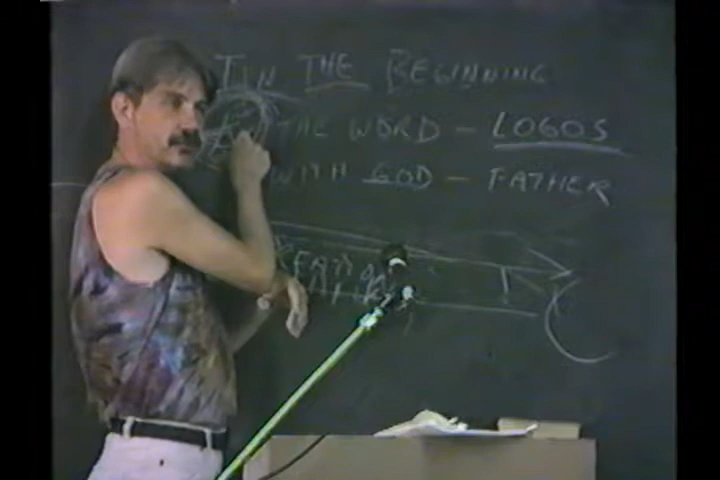 IN THE BEGINNING
THE WORD - LOGOS
WITH GOD - FATHER